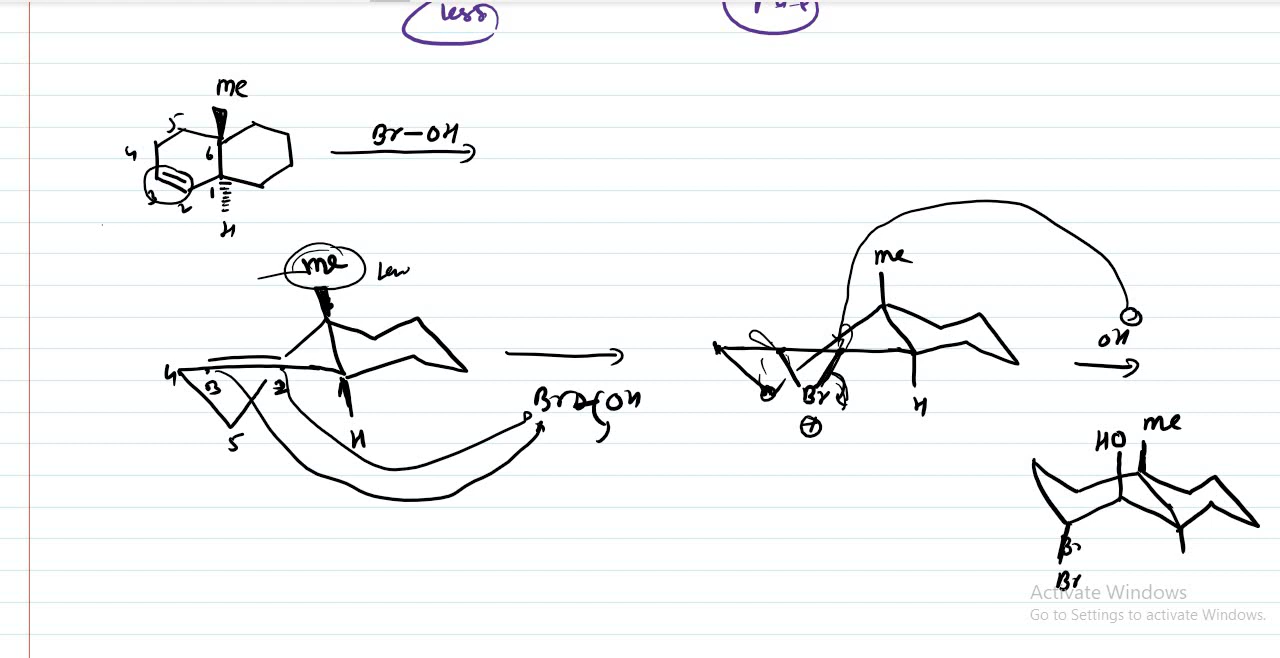 less
me
5
4
6
Br-OH
3
2
1
H
me
Less
me
4
3
2
1
5
H
Br-OH
OH
Br
+
H
HO me
Br
Br
Activate Windows
Go to Settings to activate Windows.